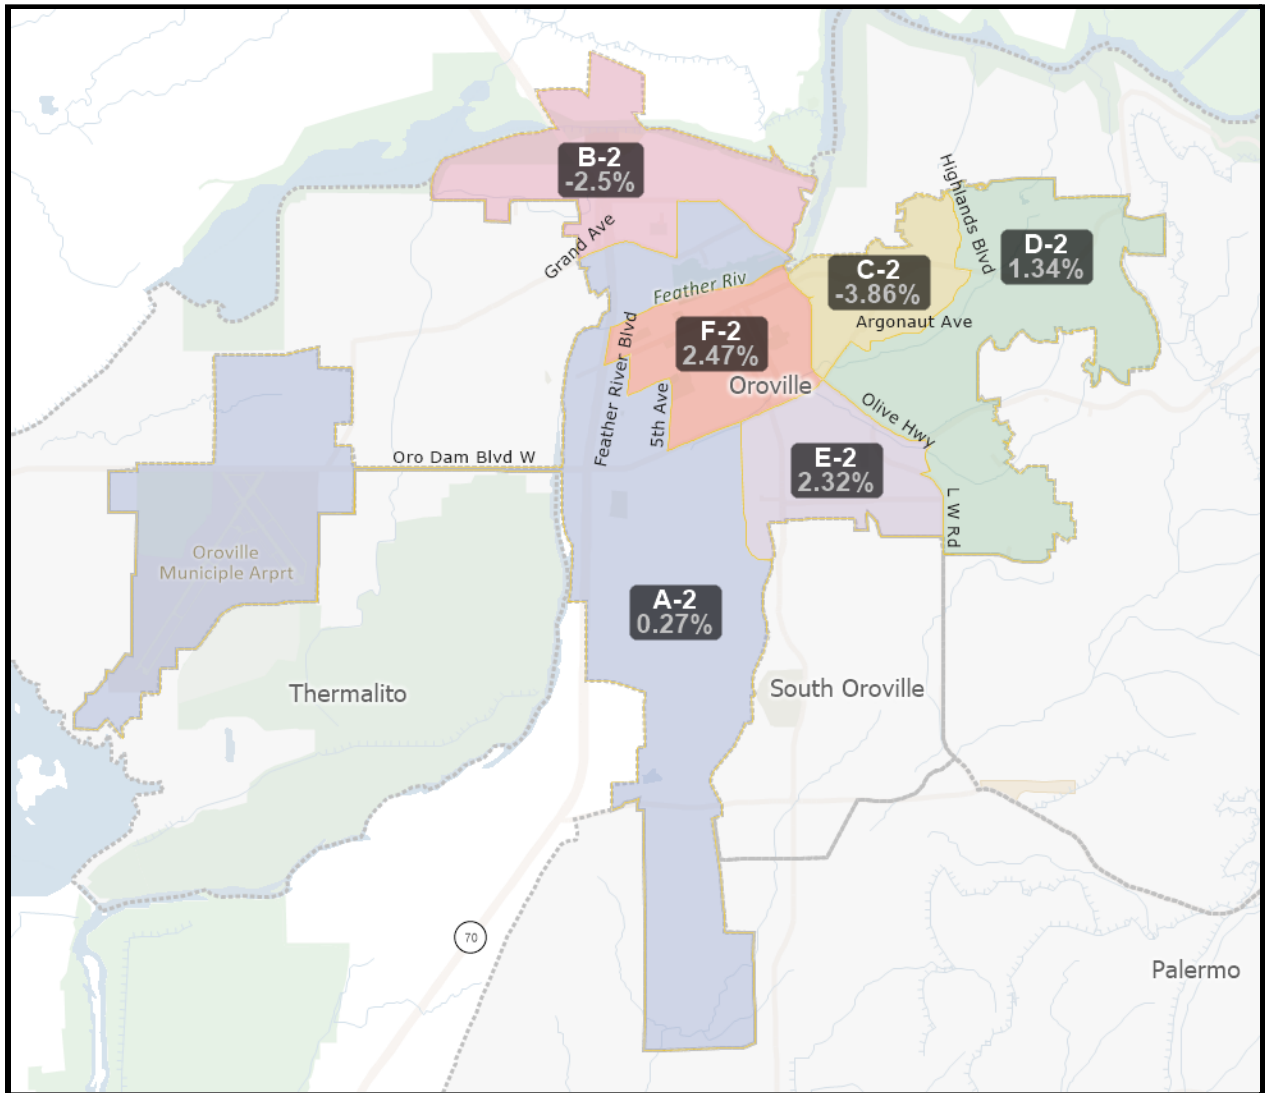 B-2
-2.5%
Highlands Blvd
Grand Ave
D-2
1.34%
C-2
-3.86%
Feather Riv
Argonaut Ave
F-2
2.47%
Feather River Blvd
Oroville
5th Ave
Olive Hwy
Oro Dam Blvd W
E-2
2.32%
L W Rd
Oroville
Municiple Arprt
A-2
0.27%
Thermalito
South Oroville
70
Palermo